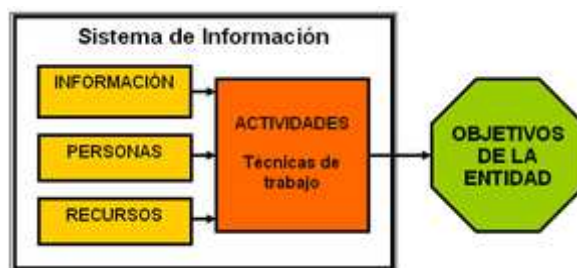 Sistema de Información
INFORMACIÓN
PERSONAS
RECURSOS
ACTIVIDADES
Técnicas de
trabajo
OBJETIVOS
DE LA
ENTIDAD